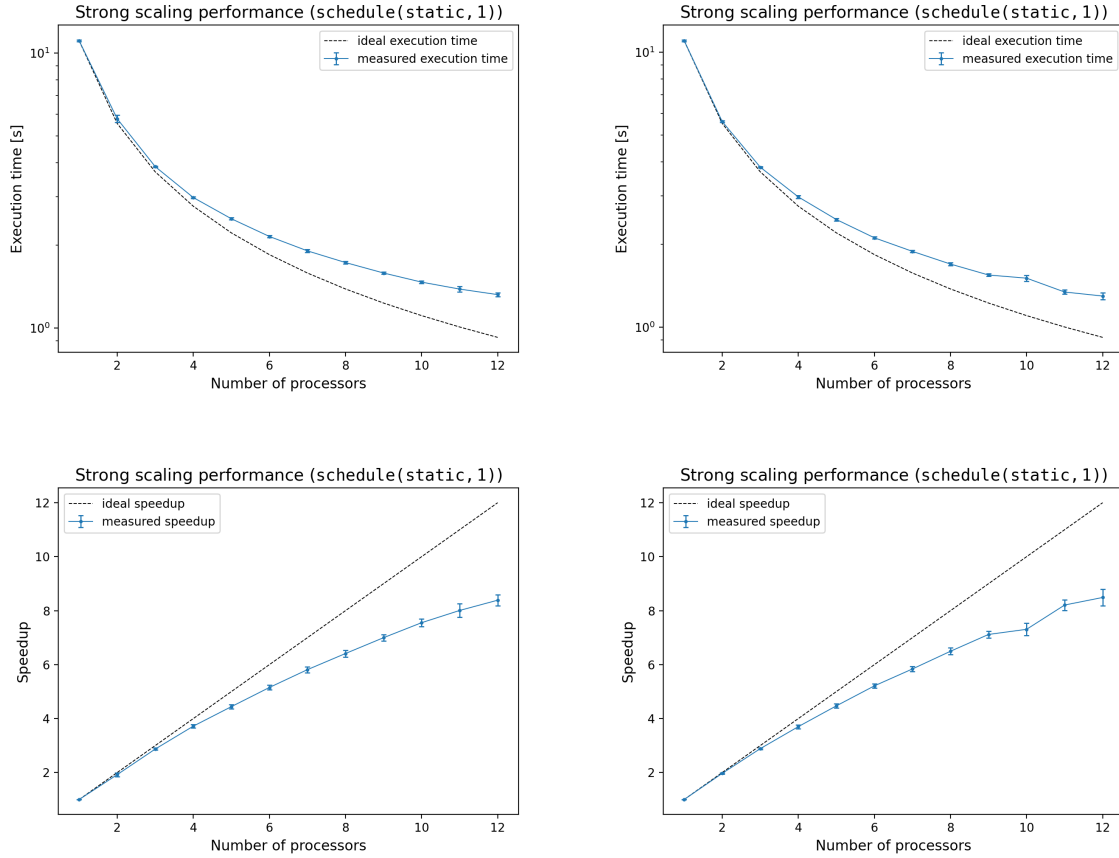 Strong scaling performance (schedule(static,1))
ideal execution time
measured execution time
10¹
10⁰
Execution time [s]
2 4 6 8 10 12
Number of processors
Strong scaling performance (schedule(static,1))
ideal execution time
measured execution time
10¹
10⁰
Execution time [s]
2 4 6 8 10 12
Number of processors
Strong scaling performance (schedule(static,1))
ideal speedup
measured speedup
12
10
8
6
4
2
Speedup
2 4 6 8 10 12
Number of processors
Strong scaling performance (schedule(static,1))
ideal speedup
measured speedup
12
10
8
6
4
2
Speedup
2 4 6 8 10 12
Number of processors